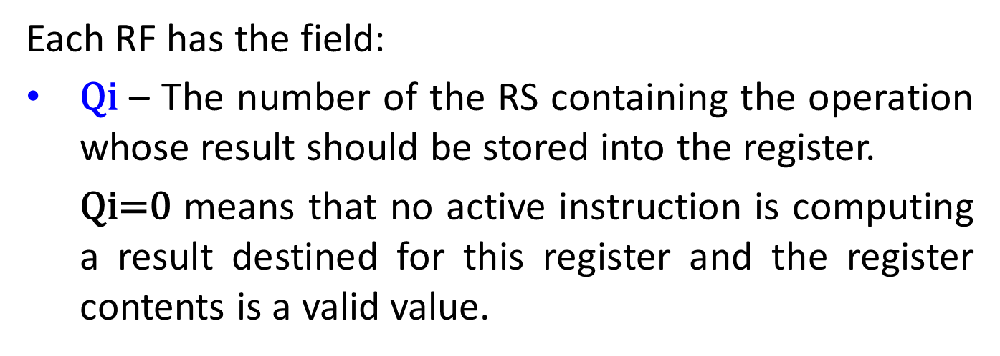 Each RF has the field:
• Qi – The number of the RS containing the operation
whose result should be stored into the register.
Qi=0 means that no active instruction is computing
a result destined for this register and the register
contents is a valid value.